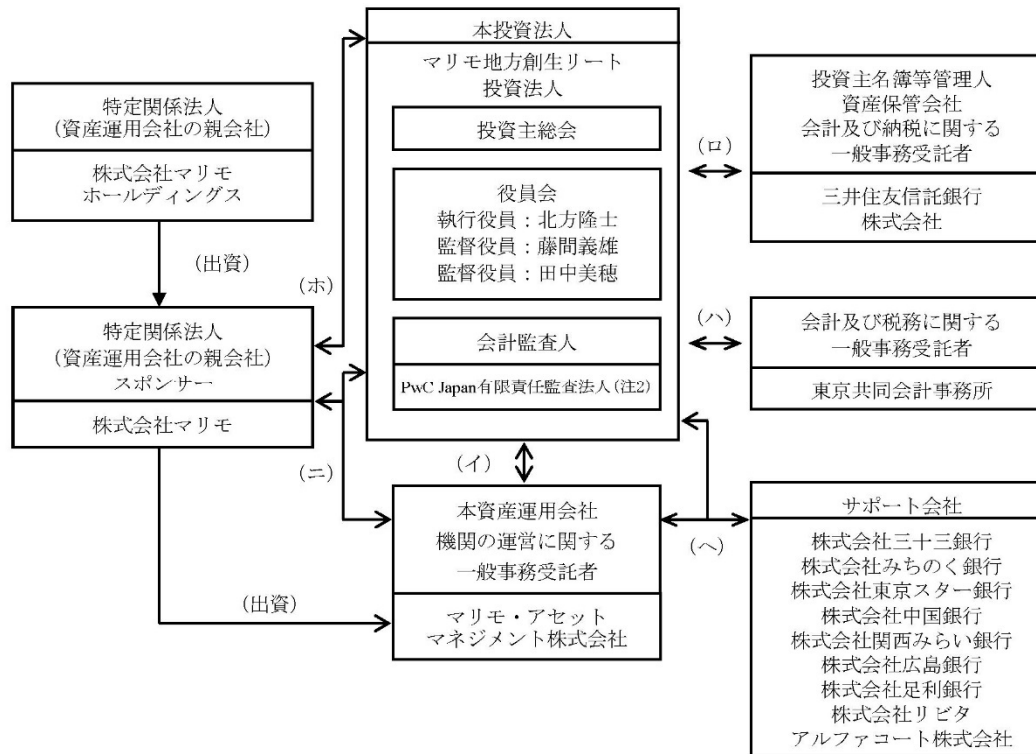 特定関係法人
(資産運用会社の親会社)
株式会社マリモ
ホールディングス
(出資)
特定関係法人
(資産運用会社の親会社)
スポンサー
株式会社マリモ
(出資)
(ホ)
(ニ)
本投資法人
マリモ地方創生リート
投資法人
投資主総会
役員会
執行役員：北方隆士
監督役員：藤間義雄
監督役員：田中美穂
会計監査人
PwC Japan有限責任監査法人(注2)
(イ)
本資産運用会社
機関の運営に関する
一般事務受託者
マリモ・アセット
マネジメント株式会社
(ロ)
投資主名簿等管理人
資産保管会社
会計及び納税に関する
一般事務受託者
三井住友信託銀行
株式会社
(ハ)
会計及び税務に関する
一般事務受託者
東京共同会計事務所
(ヘ)
サポート会社
株式会社三十三銀行
株式会社みちのく銀行
株式会社東京スター銀行
株式会社中国銀行
株式会社関西みらい銀行
株式会社広島銀行
株式会社足利銀行
株式会社リビタ
アルファコート株式会社